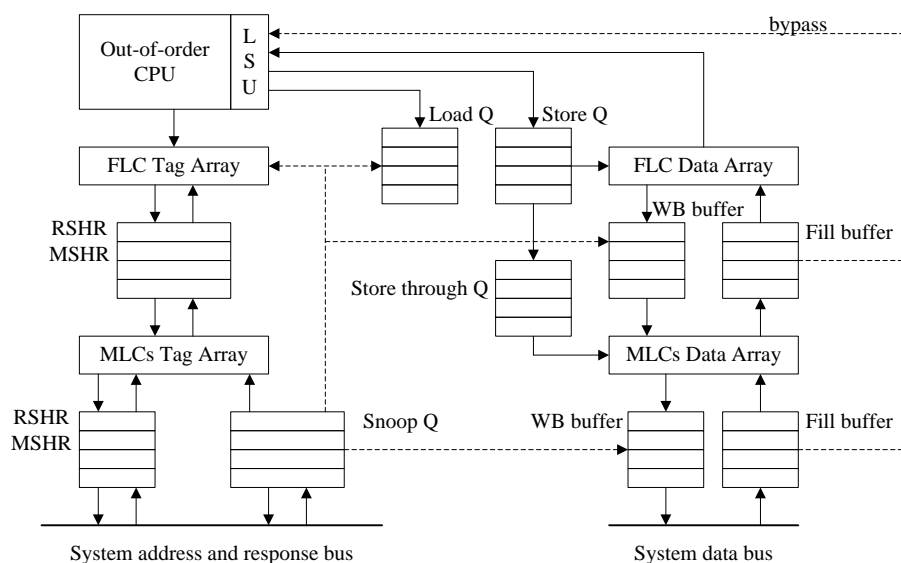 bypass
Out-of-order
CPU
L
S
U
Load Q
Store Q
FLC Tag Array
FLC Data Array
WB buffer
RSHR
MSHR
Fill buffer
Store through Q
MLCs Tag Array
MLCs Data Array
RSHR
MSHR
Snoop Q
WB buffer
Fill buffer
System address and response bus
System data bus